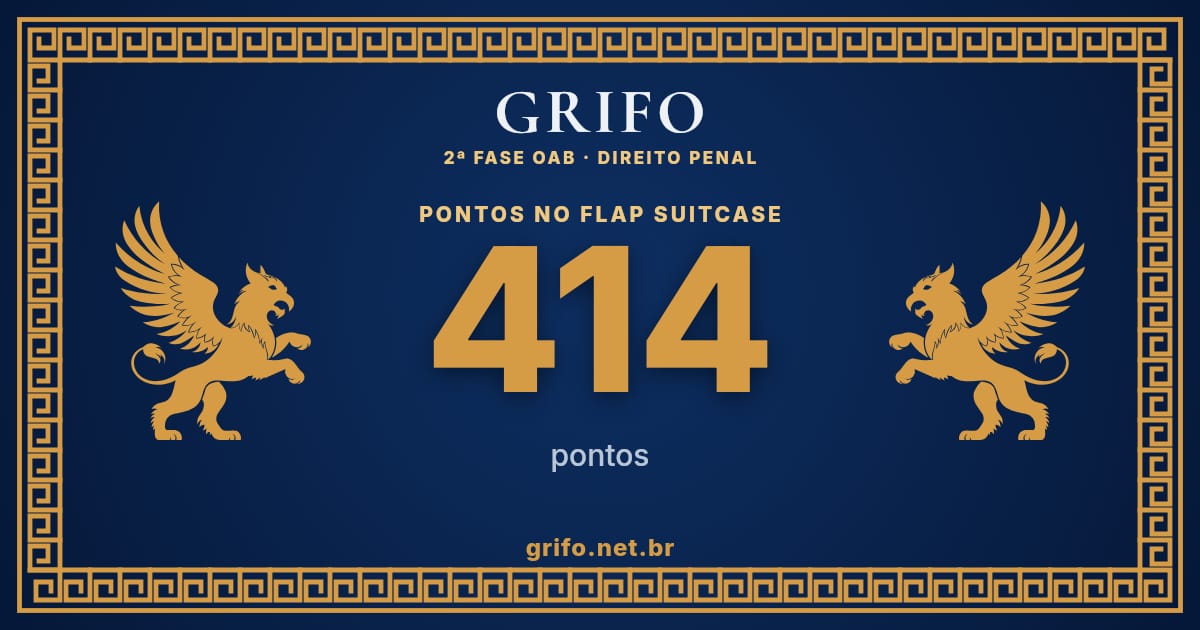 GRIFO
2ª FASE OAB · DIREITO PENAL
PONTOS NO FLAP SUITCASE
414
pontos
grifo.net.br